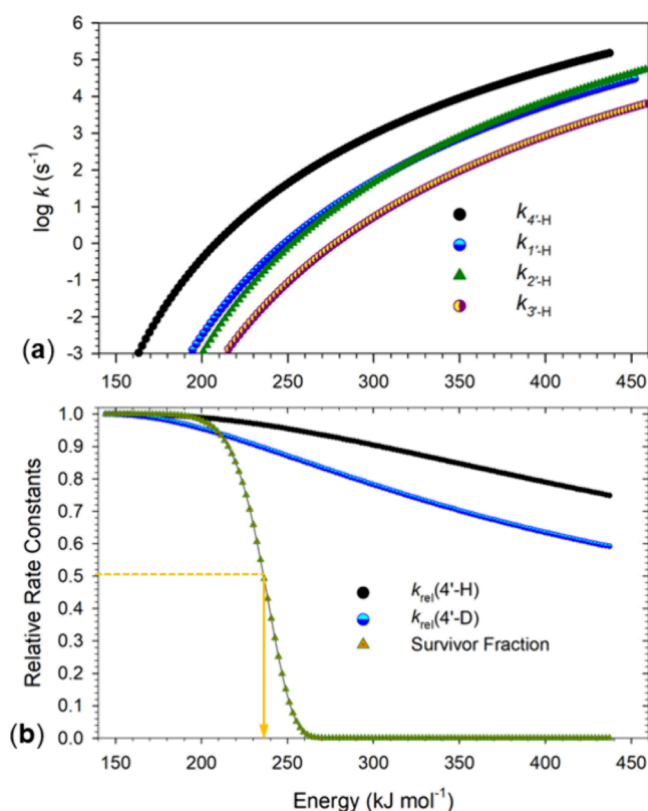 6
5
4
3
2
1
0
-1
-2
-3
log k (s⁻¹)
k4'-H
k1'-H
k2'-H
k3'-H
(a)
150 200 250 300 350 400 450
1.0
0.9
0.8
0.7
0.6
0.5
0.4
0.3
0.2
0.1
0.0
Relative Rate Constants
krel(4'-H)
krel(4'-D)
Survivor Fraction
(b)
150 200 250 300 350 400 450
Energy (kJ mol⁻¹)